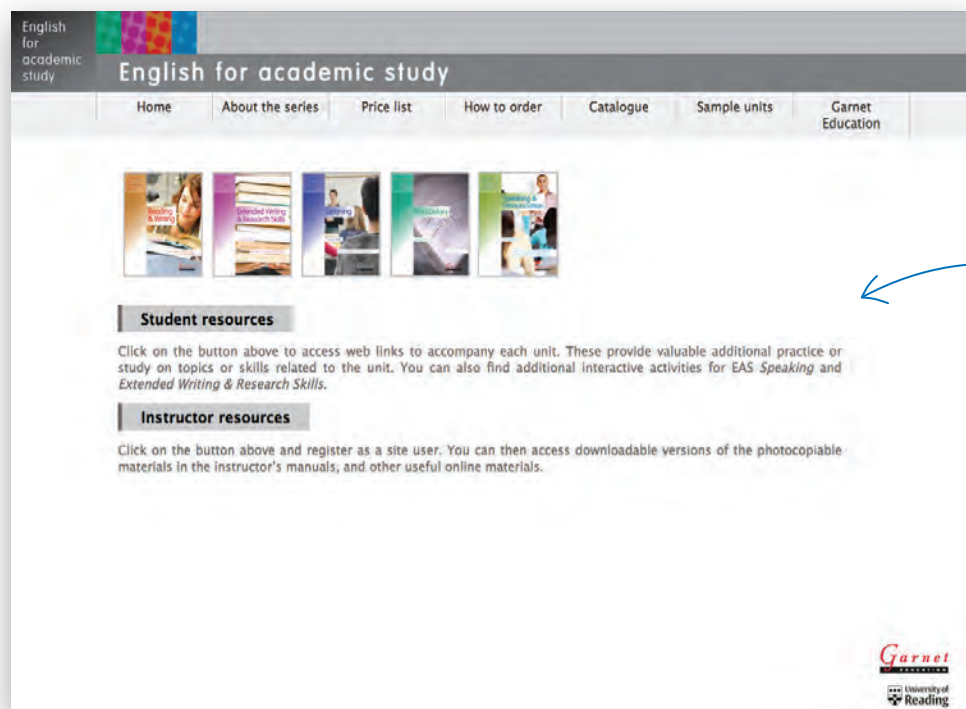 English
for
academic
study
English for academic study
Home About the series Price list How to order Catalogue Sample units Garnet
Education
Reading
& Writing
Extended Writing
& Research Skills
Listening
Vocabulary
Speaking &
Pronunciation
Student resources
Click on the button above to access web links to accompany each unit. These provide valuable additional practice or
study on topics or skills related to the unit. You can also find additional interactive activities for EAS Speaking and
Extended Writing & Research Skills.
Instructor resources
Click on the button above and register as a site user. You can then access downloadable versions of the photocopiable
materials in the instructor's manuals, and other useful online materials.
Garnet
EDUCATION
University of
Reading